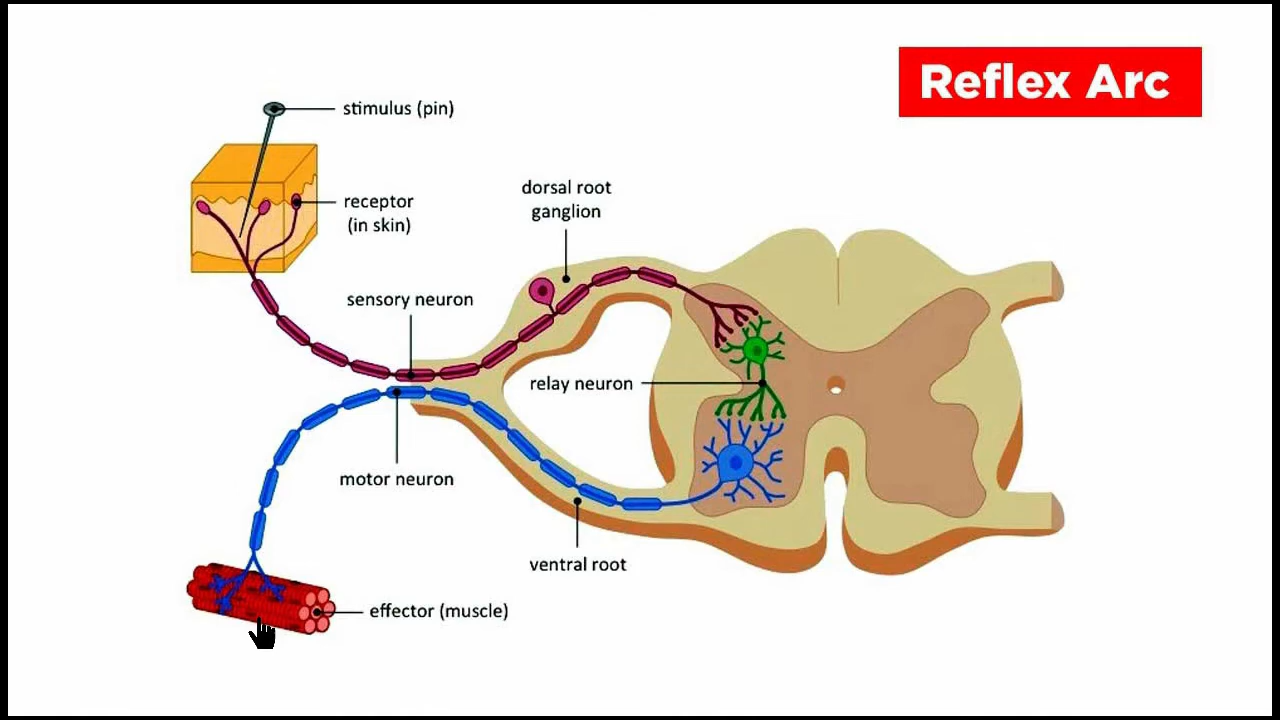 Reflex Arc
stimulus (pin)
receptor
(in skin)
dorsal root
ganglion
sensory neuron
relay neuron
motor neuron
ventral root
effector (muscle)